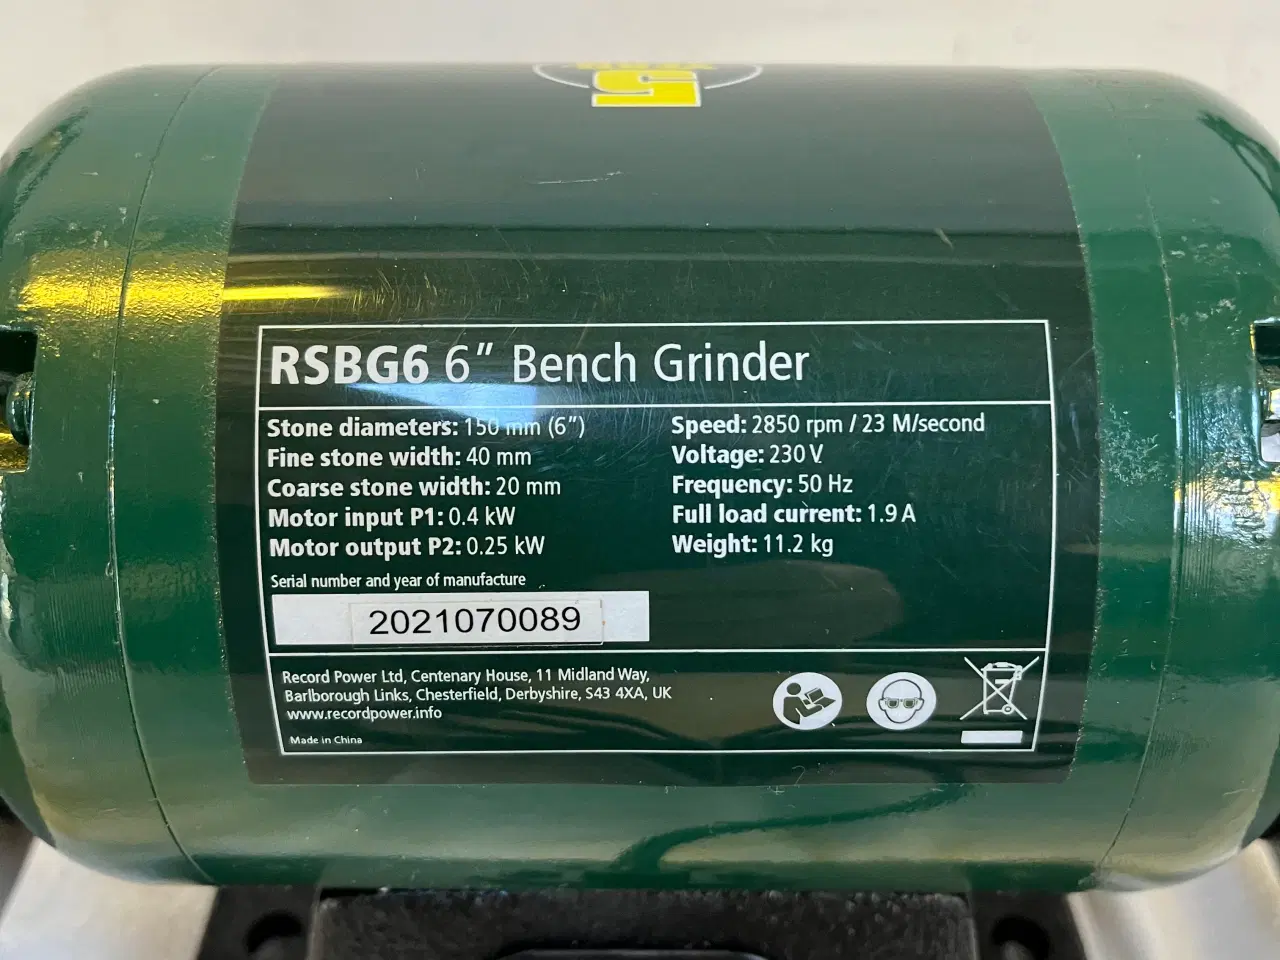 5
RSBG6 6″ Bench Grinder
Stone diameters: 150 mm (6″)
Fine stone width: 40 mm
Coarse stone width: 20 mm
Motor input P1: 0.4 kW
Motor output P2: 0.25 kW
Speed: 2850 rpm / 23 M/second
Voltage: 230 V
Frequency: 50 Hz
Full load current: 1.9 A
Weight: 11.2 kg
Serial number and year of manufacture
2021070089
Record Power Ltd, Centenary House, 11 Midland Way,
Barlborough Links, Chesterfield, Derbyshire, S43 4XA, UK
www.recordpower.info
Made in China